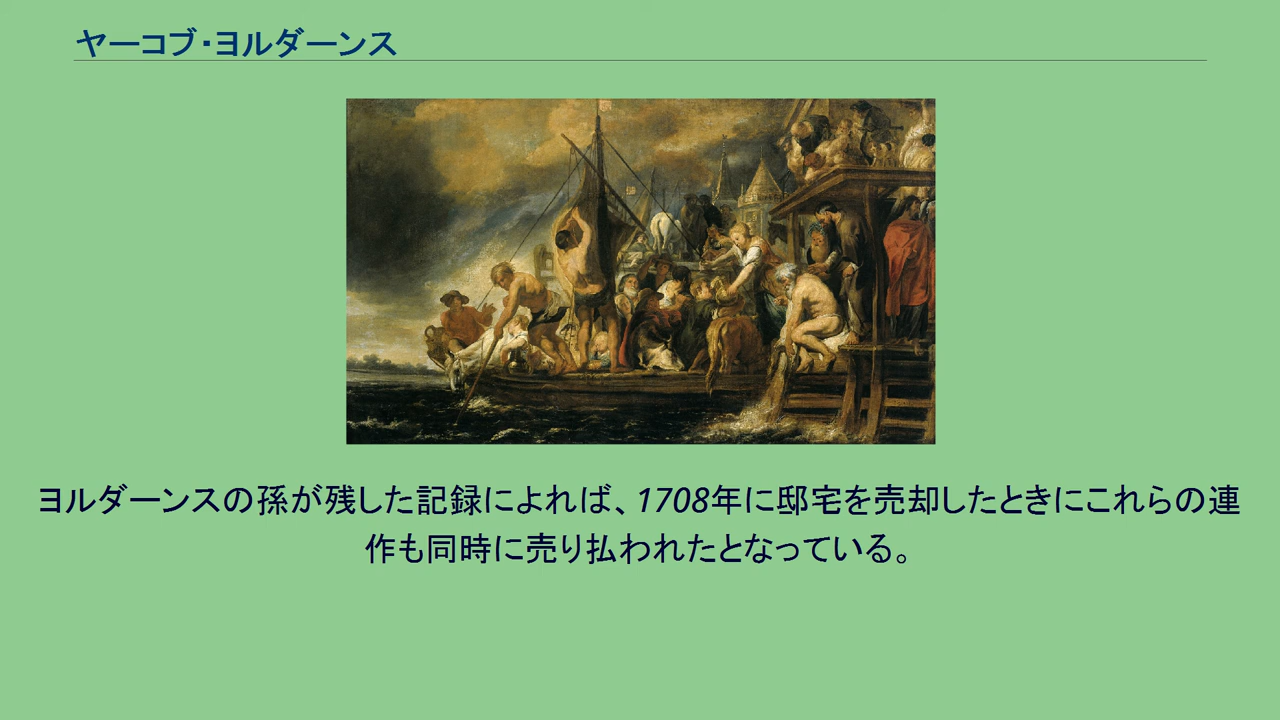 ヤーコブ・ヨルダーンス
ヨルダーンスの孫が残した記録によれば、1708年に邸宅を売却したときにこれらの連
作も同時に売り払われたとなっている。